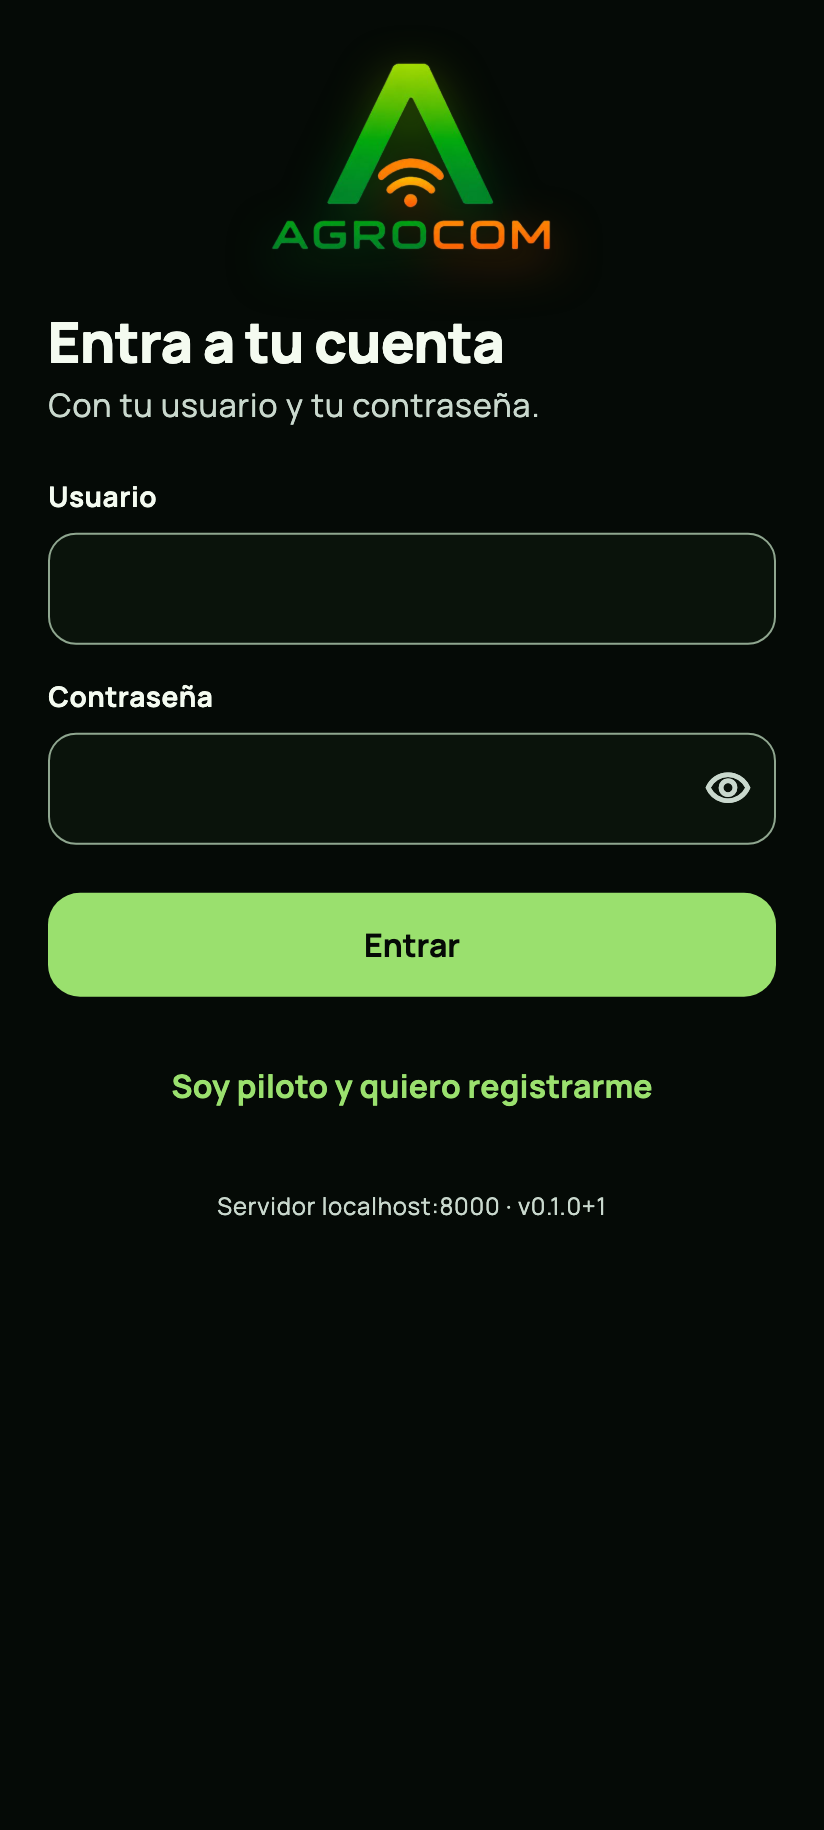 AGROCOM
Entra a tu cuenta
Con tu usuario y tu contraseña.
Usuario
Contraseña
Entrar
Soy piloto y quiero registrarme
Servidor localhost:8000 · v0.1.0+1